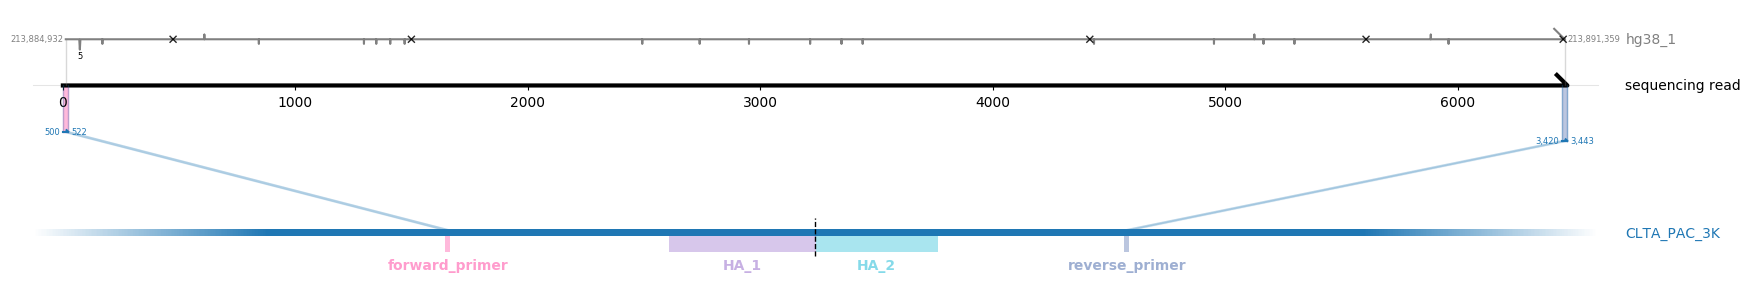 213,884,932 213,891,359 hg38_1
5
sequencing read
0 1000 2000 3000 4000 5000 6000
500 522 3,420 3,443
CLTA_PAC_3K
forward_primer HA_1 HA_2 reverse_primer